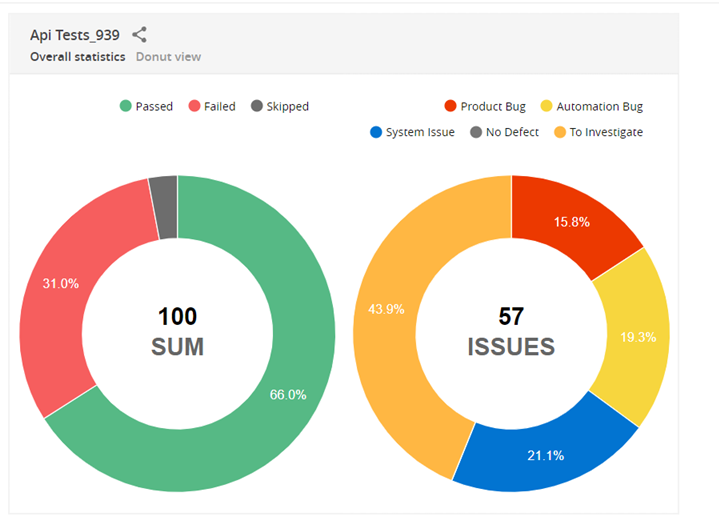 Api Tests_939
Overall statistics Donut view
Passed Failed Skipped
Product Bug Automation Bug
System Issue No Defect To Investigate
31.0%
100
SUM
66.0%
15.8%
43.9%
19.3%
57
ISSUES
21.1%